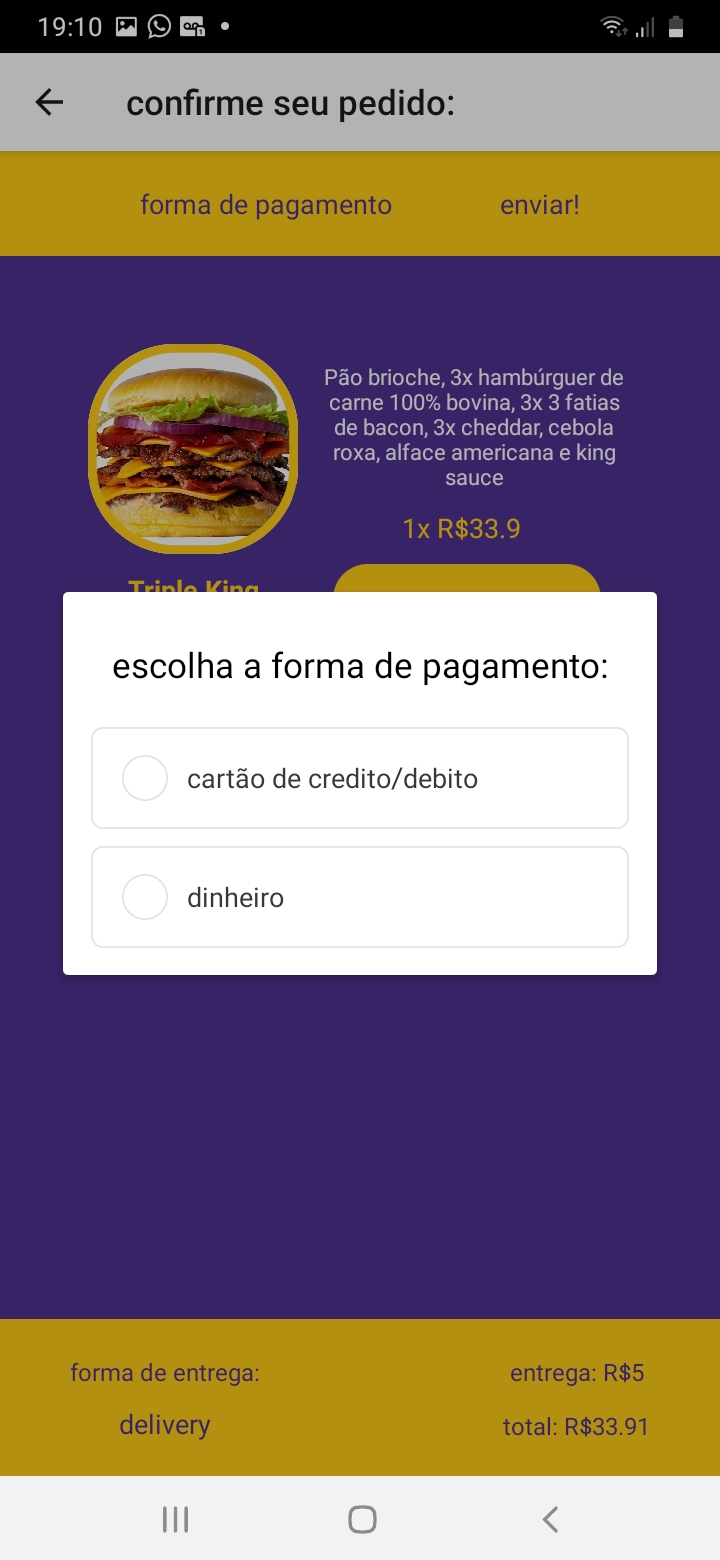 19:10
confirme seu pedido:
forma de pagamento
enviar!
Pão brioche, 3x hambúrguer de
carne 100% bovina, 3x 3 fatias
de bacon, 3x cheddar, cebola
roxa, alface americana e king
sauce
1x R$33.9
Triple King
escolha a forma de pagamento:
cartão de credito/debito
dinheiro
forma de entrega:
delivery
entrega: R$5
total: R$33.91